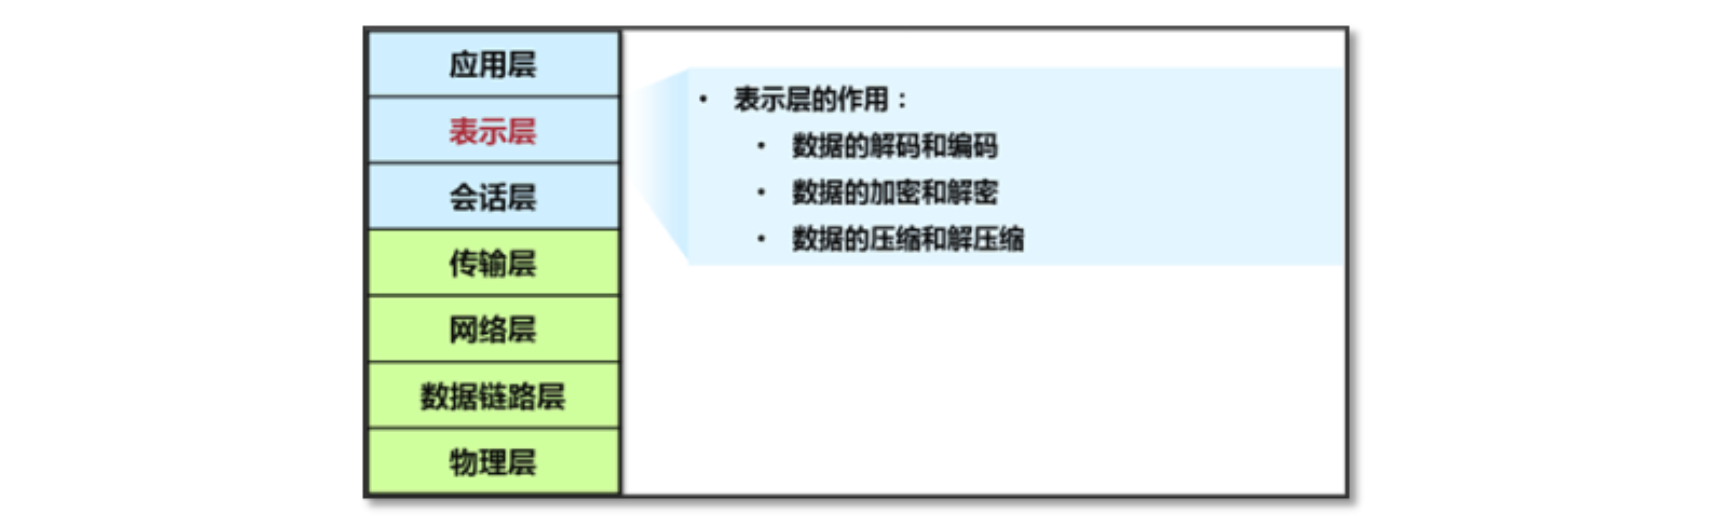 应用层
表示层
会话层
传输层
网络层
数据链路层
物理层
• 表示层的作用：
• 数据的解码和编码
• 数据的加密和解密
• 数据的压缩和解压缩